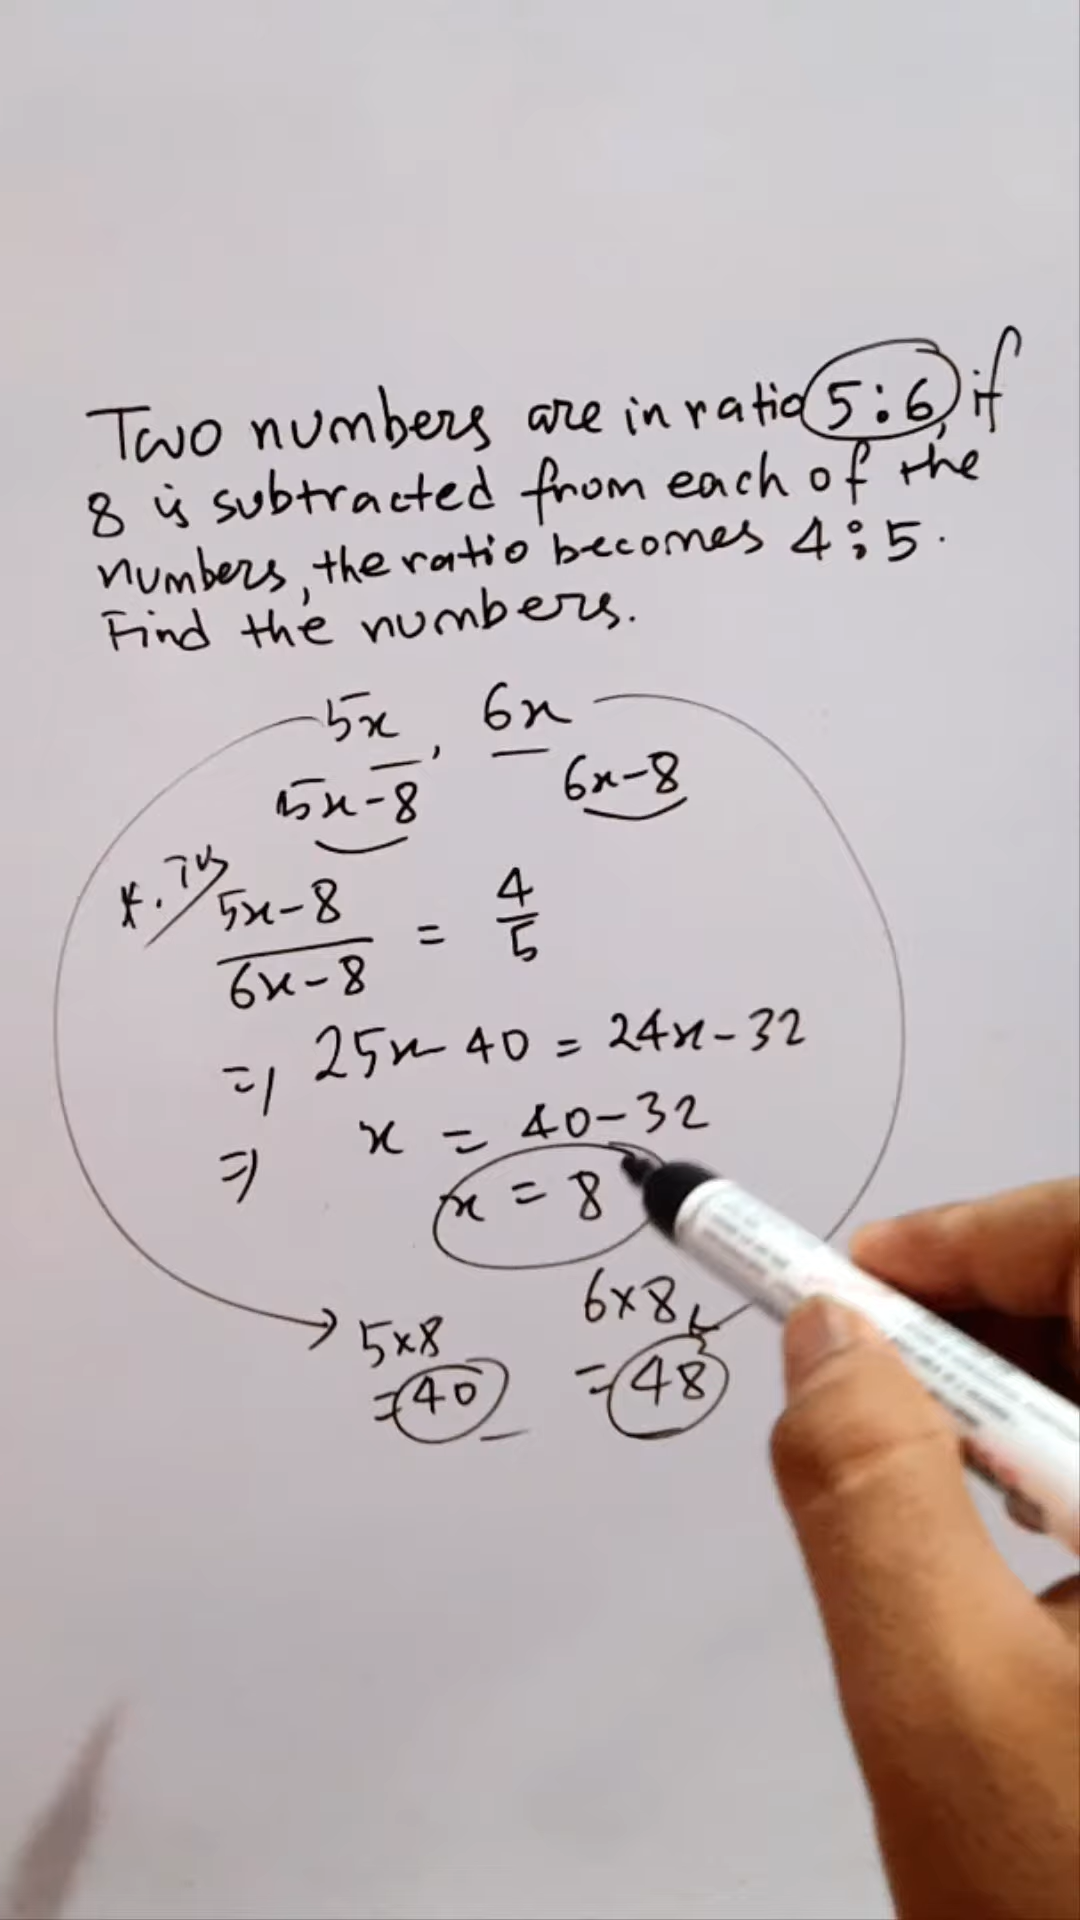 Two numbers are in ratio 5:6, if
8 is subtracted from each of the
numbers, the ratio becomes 4:5.
Find the numbers.
5x, 6x
5x-8 6x-8
5x-8 / 6x-8 = 4/5
=> 25x-40 = 24x-32
=> x = 40-32
x = 8
5x8 6x8
=40 =48